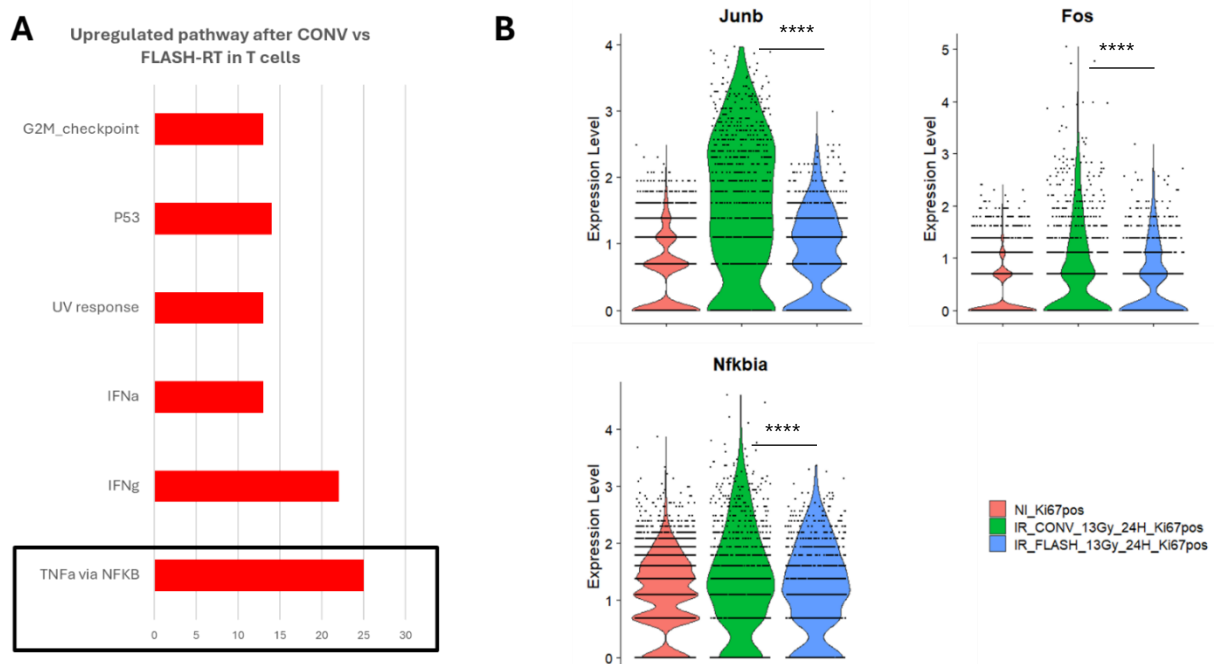 A
Upregulated pathway after CONV vs
FLASH-RT in T cells
G2M_checkpoint
P53
UV response
IFNa
IFNg
TNFa via NFKB
0 5 10 15 20 25 30
B
Junb
****
Expression Level
4
3
2
1
0
Fos
****
Expression Level
5
4
3
2
1
0
Nfkbia
****
Expression Level
4
3
2
1
0
NI_Ki67pos
IR_CONV_13Gy_24H_Ki67pos
IR_FLASH_13Gy_24H_Ki67pos